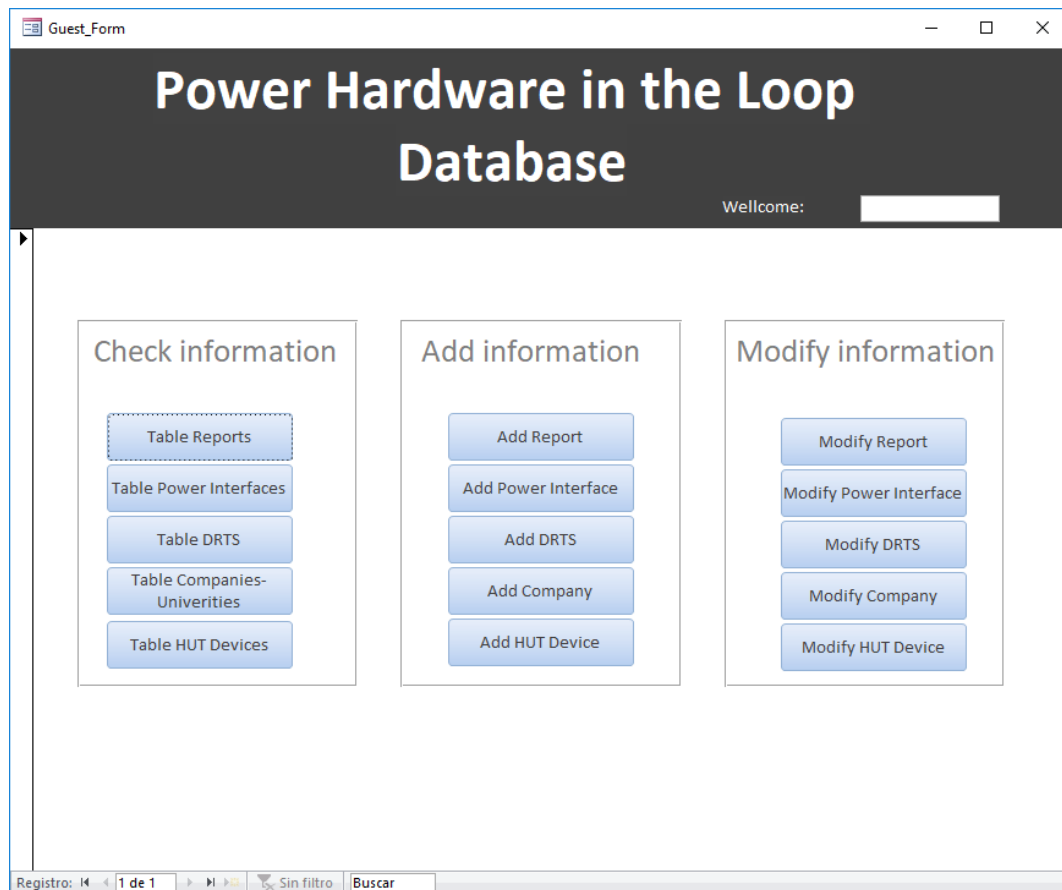 Guest_Form
Power Hardware in the Loop
Database
Wellcome:
Check information
Table Reports
Table Power Interfaces
Table DRTS
Table Companies-
Univerities
Table HUT Devices
Add information
Add Report
Add Power Interface
Add DRTS
Add Company
Add HUT Device
Modify information
Modify Report
Modify Power Interface
Modify DRTS
Modify Company
Modify HUT Device
Registro: 1 de 1 Sin filtro Buscar